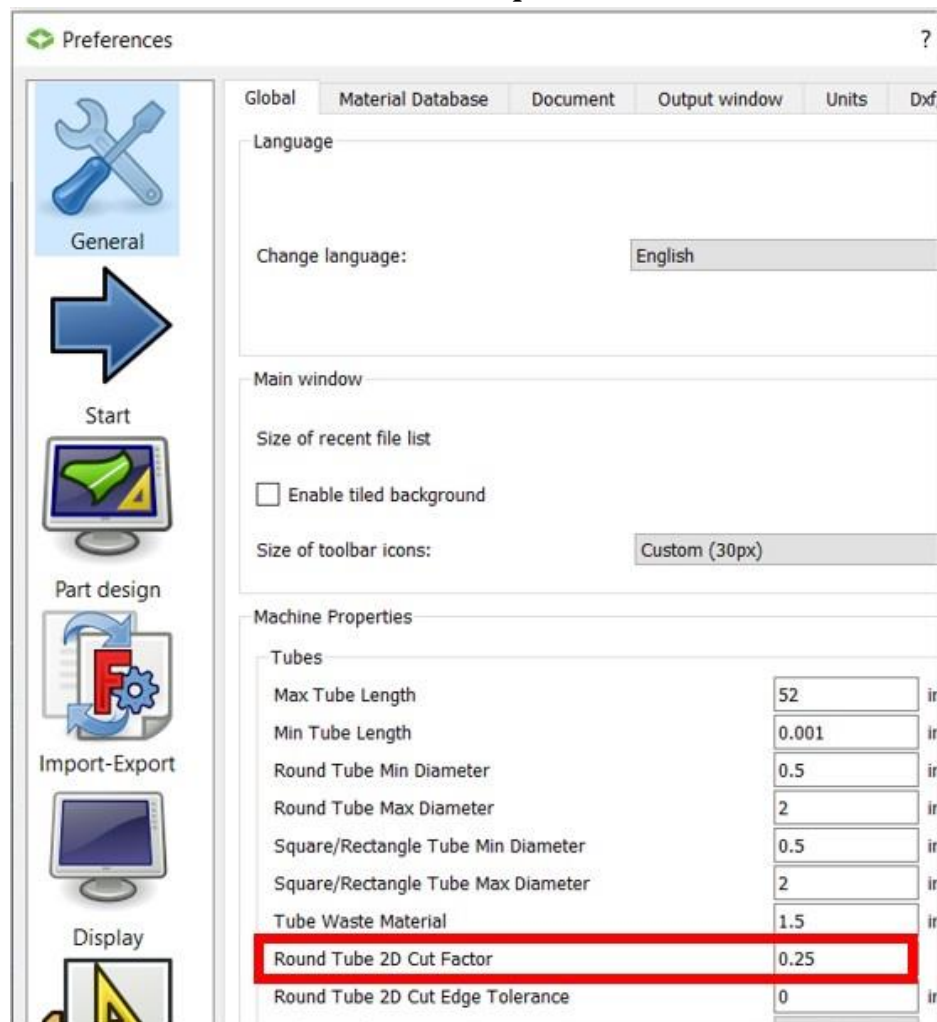 Preferences ?
General
Start
Part design
Import-Export
Display
Global Material Database Document Output window Units Dxf
Language
Change language: English
Main window
Size of recent file list
Enable tiled background
Size of toolbar icons: Custom (30px)
Machine Properties
Tubes
Max Tube Length 52
Min Tube Length 0.001
Round Tube Min Diameter 0.5
Round Tube Max Diameter 2
Square/Rectangle Tube Min Diameter 0.5
Square/Rectangle Tube Max Diameter 2
Tube Waste Material 1.5
Round Tube 2D Cut Factor 0.25
Round Tube 2D Cut Edge Tolerance 0